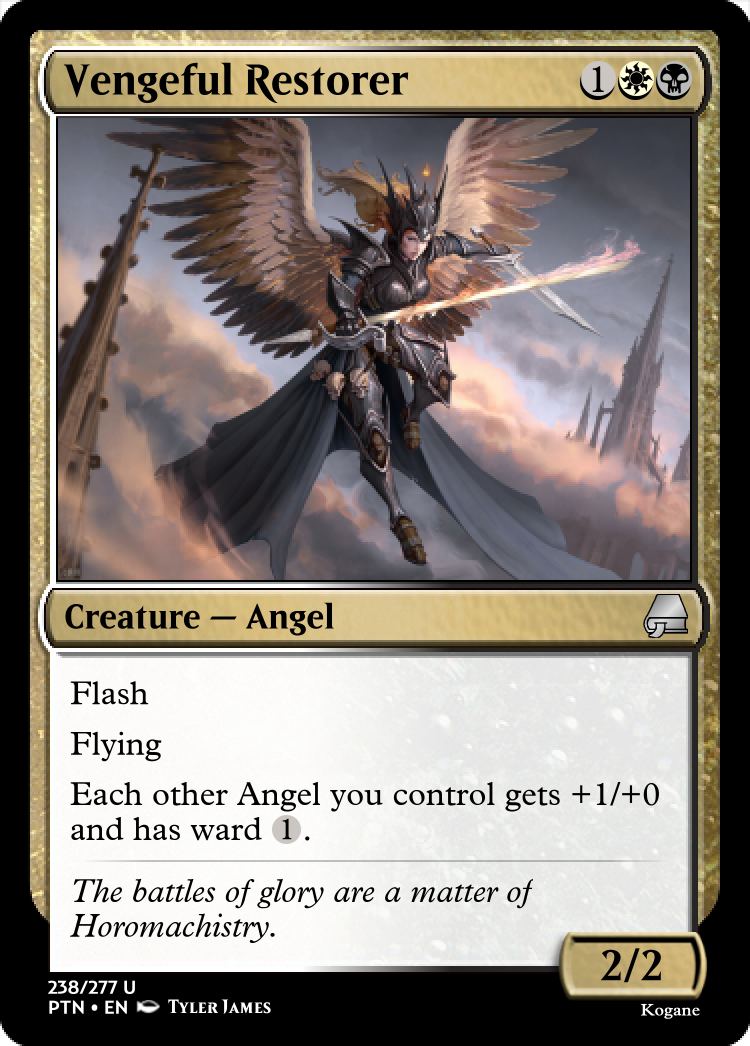 Vengeful Restorer
1
Creature — Angel
Flash
Flying
Each other Angel you control gets +1/+0
and has ward 1.
The battles of glory are a matter of
Horomachistry.
2/2
238/277 U
PTN • EN Tyler James
Kogane